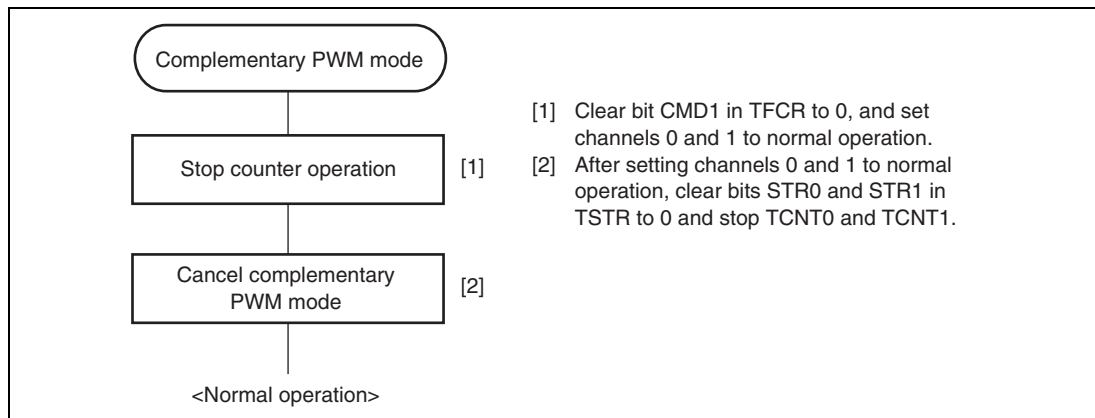 Complementary PWM mode
Stop counter operation
[1]
Cancel complementary
PWM mode
[2]
<Normal operation>
[1] Clear bit CMD1 in TFCR to 0, and set
channels 0 and 1 to normal operation.
[2] After setting channels 0 and 1 to normal
operation, clear bits STR0 and STR1 in
TSTR to 0 and stop TCNT0 and TCNT1.